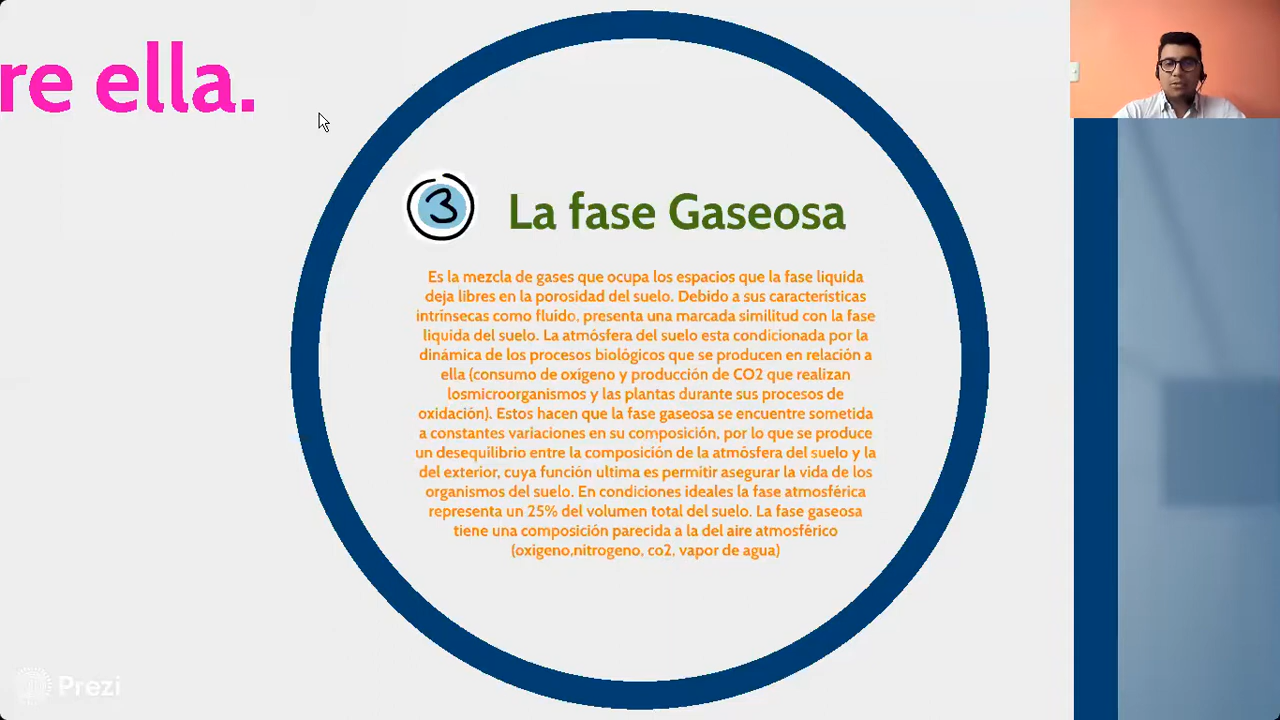 re ella.
3
La fase Gaseosa
Es la mezcla de gases que ocupa los espacios que la fase liquida
deja libres en la porosidad del suelo. Debido a sus características
intrínsecas como fluido, presenta una marcada similitud con la fase
liquida del suelo. La atmósfera del suelo esta condicionada por la
dinámica de los procesos biológicos que se producen en relación a
ella (consumo de oxígeno y producción de CO2 que realizan
losmicroorganismos y las plantas durante sus procesos de
oxidación). Estos hacen que la fase gaseosa se encuentre sometida
a constantes variaciones en su composición, por lo que se produce
un desequilibrio entre la composición de la atmósfera del suelo y la
del exterior, cuya función ultima es permitir asegurar la vida de los
organismos del suelo. En condiciones ideales la fase atmosférica
representa un 25% del volumen total del suelo. La fase gaseosa
tiene una composición parecida a la del aire atmosférico
(oxigeno,nitrogeno, co2, vapor de agua)
Prezi